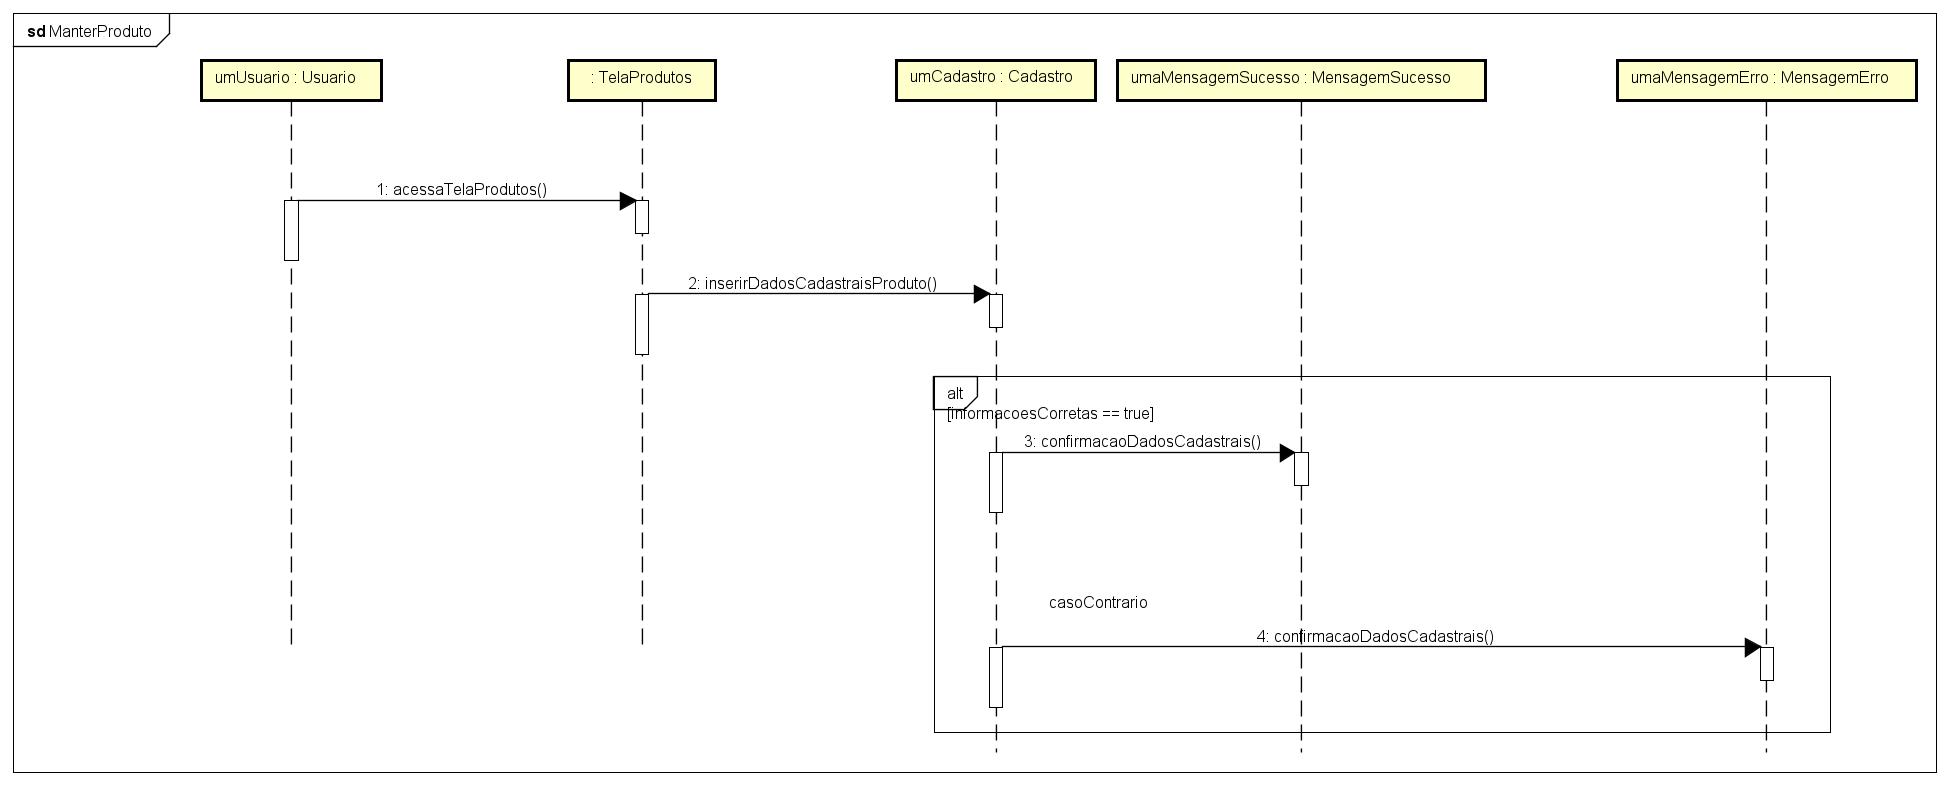 sd ManterProduto
umUsuario : Usuario
: TelaProdutos
umCadastro : Cadastro
umaMensagemSucesso : MensagemSucesso
umaMensagemErro : MensagemErro
1: acessaTelaProdutos()
2: inserirDadosCadastraisProduto()
alt
[informacoesCorretas == true]
3: confirmacaoDadosCadastrais()
casoContrario
4: confirmacaoDadosCadastrais()